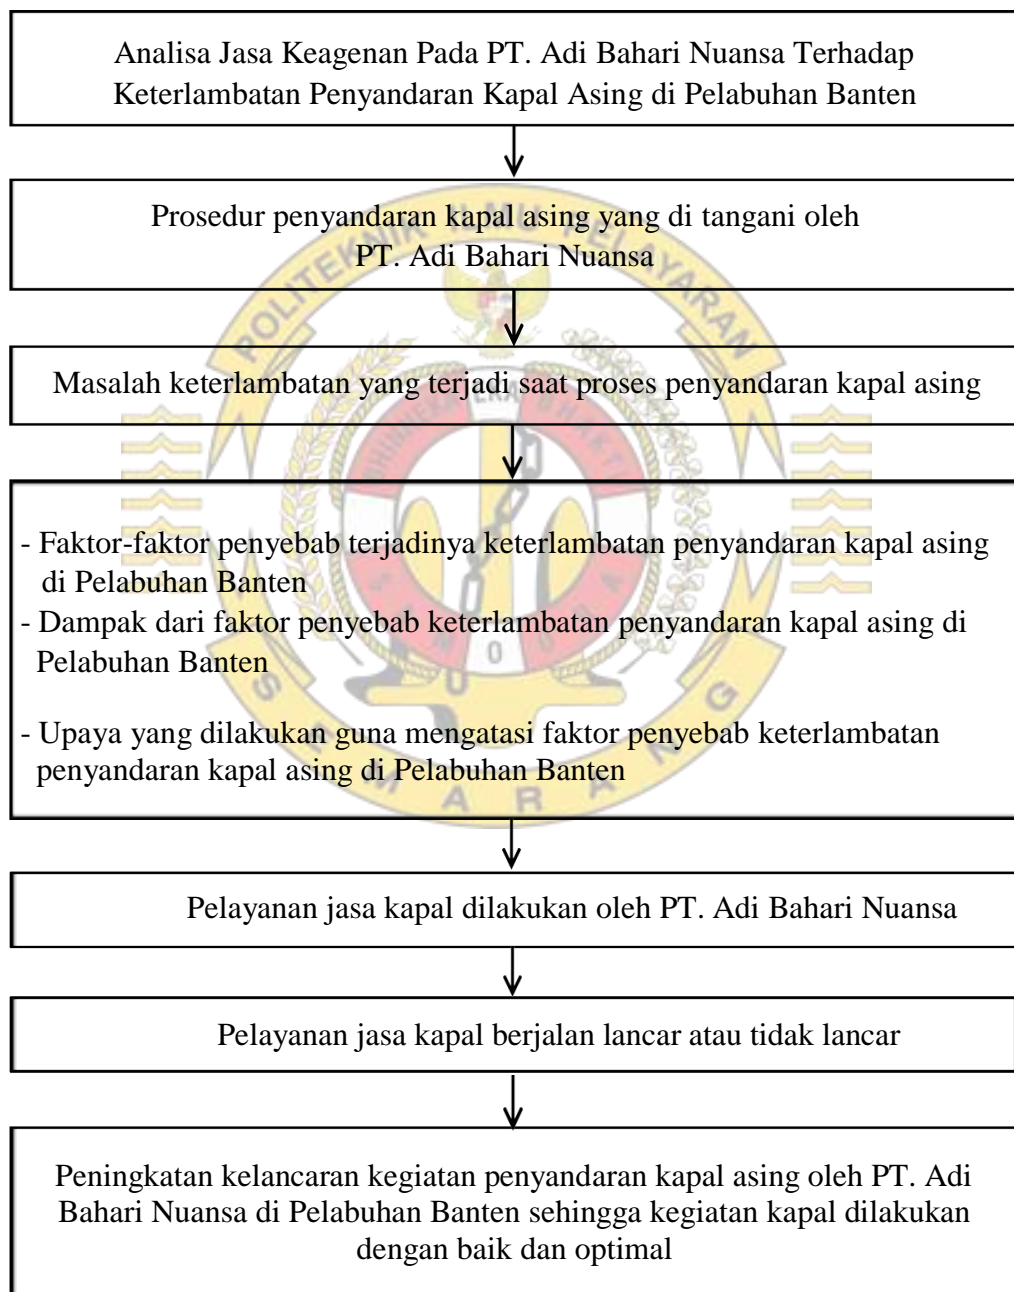 Analisa Jasa Keagenan Pada PT. Adi Bahari Nuansa Terhadap
Keterlambatan Penyandaran Kapal Asing di Pelabuhan Banten
Prosedur penyandaran kapal asing yang di tangani oleh
PT. Adi Bahari Nuansa
POLITEKNIK ILMU PELAYARAN
Masalah keterlambatan yang terjadi saat proses penyandaran kapal asing
- Faktor-faktor penyebab terjadinya keterlambatan penyandaran kapal asing
di Pelabuhan Banten
- Dampak dari faktor penyebab keterlambatan penyandaran kapal asing di
Pelabuhan Banten
- Upaya yang dilakukan guna mengatasi faktor penyebab keterlambatan
penyandaran kapal asing di Pelabuhan Banten
SEMARANG
Pelayanan jasa kapal dilakukan oleh PT. Adi Bahari Nuansa
Pelayanan jasa kapal berjalan lancar atau tidak lancar
Peningkatan kelancaran kegiatan penyandaran kapal asing oleh PT. Adi
Bahari Nuansa di Pelabuhan Banten sehingga kegiatan kapal dilakukan
dengan baik dan optimal